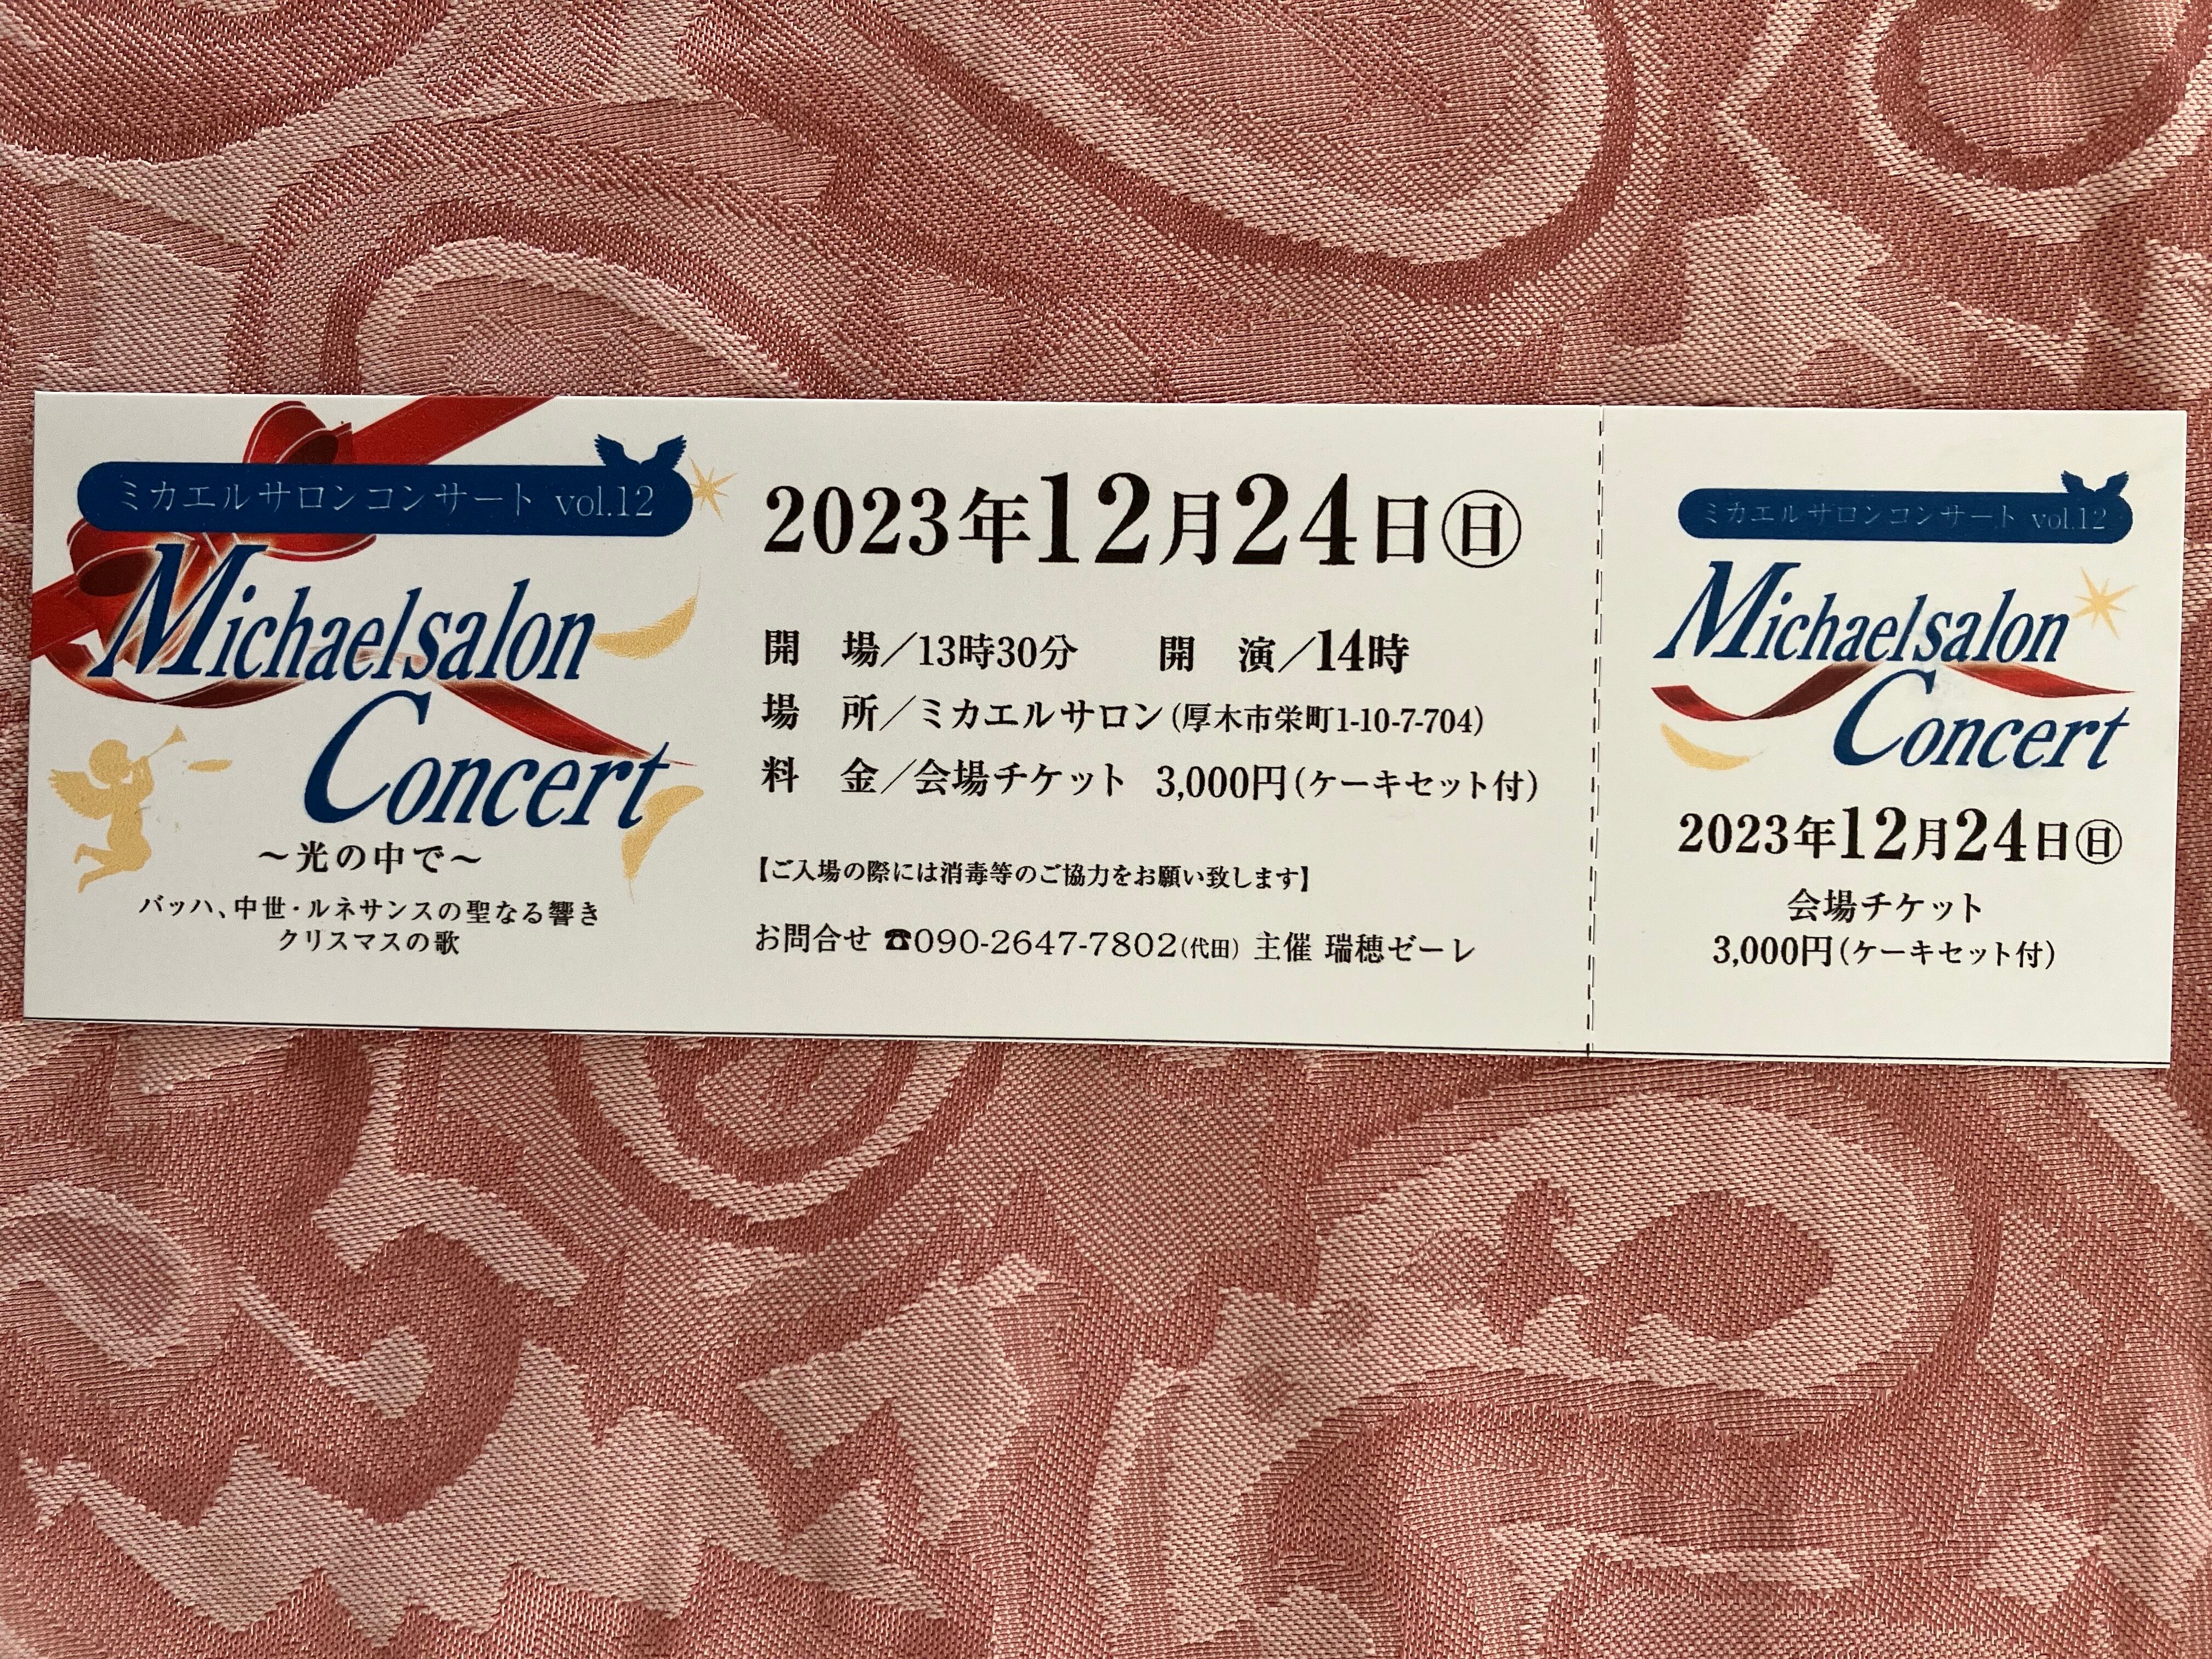 ミカエルサロンコンサート vol.12
Michaelsalon
Concert
～光の中で～
バッハ、中世・ルネサンスの聖なる響き
クリスマスの歌
2023年12月24日㊐
開 場／13時30分 開 演／14時
場 所／ミカエルサロン(厚木市栄町1-10-7-704)
料 金／会場チケット 3,000円(ケーキセット付)
【ご入場の際には消毒等のご協力をお願い致します】
お問合せ ☎090-2647-7802(代田) 主催 瑞穂ゼーレ
ミカエルサロンコンサート vol.12
Michaelsalon
Concert
2023年12月24日㊐
会場チケット
3,000円(ケーキセット付)